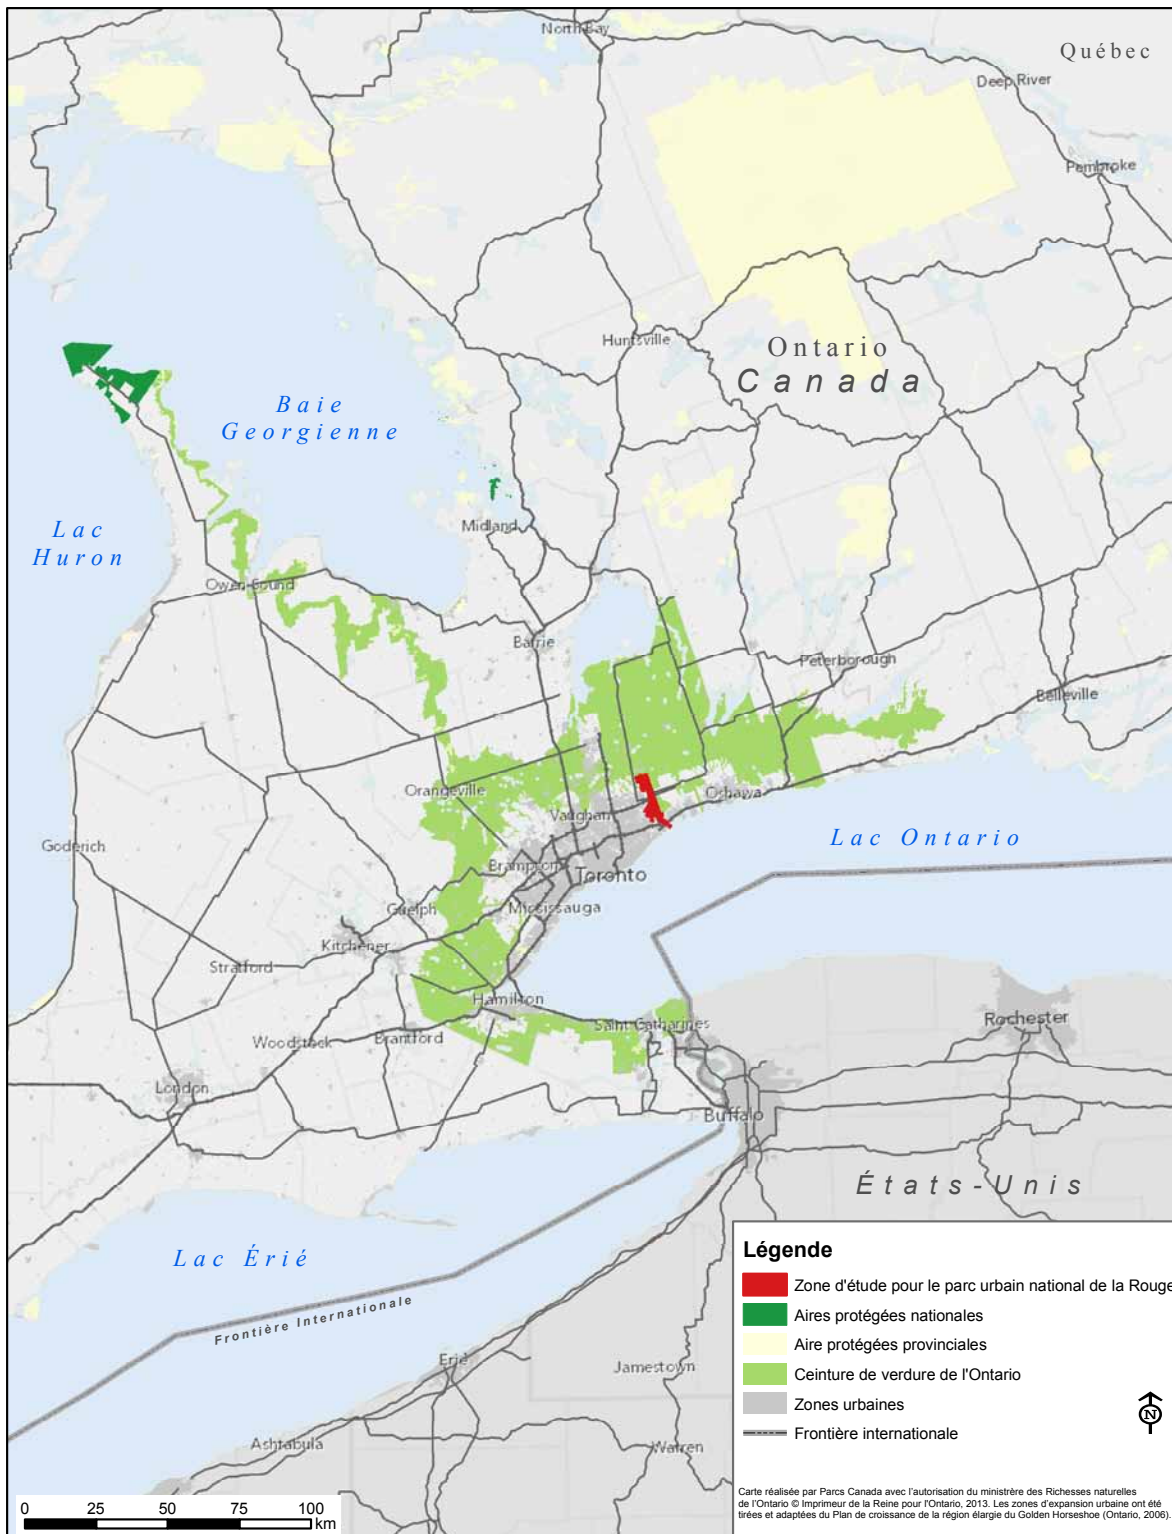 North Bay
Québec
Deep River
Pembroke
Huntsville
Ontario
Canada
Baie
Georgienne
Lac
Huron
Midland
Owen Sound
Barrie
Peterborough
Belleville
Orangeville
Oshawa
Vaughan
Lac Ontario
Goderich
Brampton
Toronto
Guelph
Mississauga
Kitchener
Stratford
Hamilton
Saint Catharines
Rochester
Woodstock
Brantford
London
Buffalo
États-Unis
Lac Érié
Frontière Internationale
Érié
Jamestown
Ashtabula
Warren
Légende
Zone d'étude pour le parc urbain national de la Rouge
Aires protégées nationales
Aire protégées provinciales
Ceinture de verdure de l'Ontario
Zones urbaines
Frontière internationale
N
0 25 50 75 100
km
Carte réalisée par Parcs Canada avec l'autorisation du ministère des Richesses naturelles
de l'Ontario © Imprimeur de la Reine pour l'Ontario, 2013. Les zones d'expansion urbaine ont été
tirées et adaptées du Plan de croissance de la région élargie du Golden Horseshoe (Ontario, 2006).